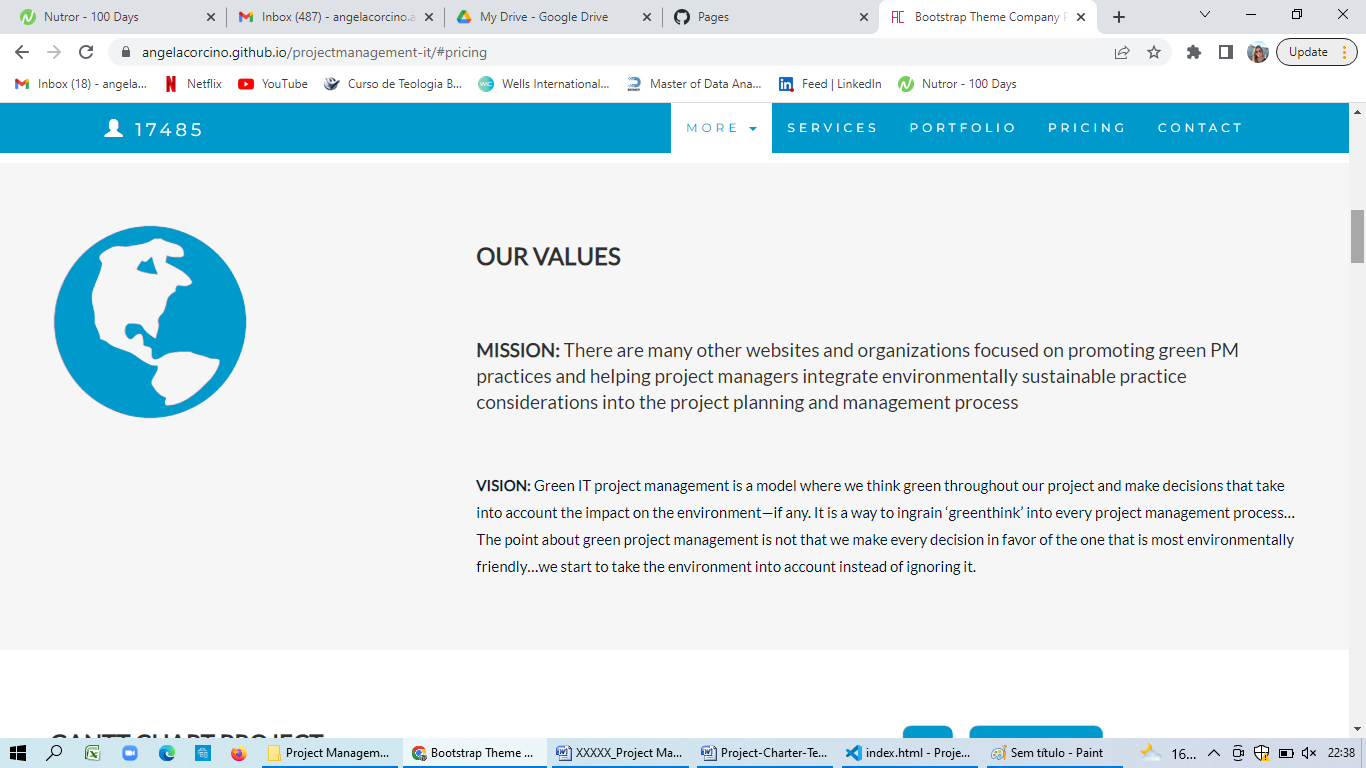 Nutror - 100 Days
Inbox (487) - angelacorcino.a
My Drive - Google Drive
Pages
Bootstrap Theme Company P
angelacorcino.github.io/projectmanagement-it/#pricing
Update
Inbox (18) - angela...
Netflix
YouTube
Curso de Teologia B...
Wells International...
Master of Data Ana...
Feed | LinkedIn
Nutror - 100 Days
17485
MORE
SERVICES
PORTFOLIO
PRICING
CONTACT
OUR VALUES
MISSION: There are many other websites and organizations focused on promoting green PM
practices and helping project managers integrate environmentally sustainable practice
considerations into the project planning and management process
VISION: Green IT project management is a model where we think green throughout our project and make decisions that take
into account the impact on the environment—if any. It is a way to ingrain ‘greenthink’ into every project management process...
The point about green project management is not that we make every decision in favor of the one that is most environmentally
friendly...we start to take the environment into account instead of ignoring it.
GANTT CHART PROJECT
Project Managem...
Bootstrap Theme ...
XXXXX_Project Ma...
Project-Charter-Te...
index.html - Proje...
Sem título - Paint
16...
22:38